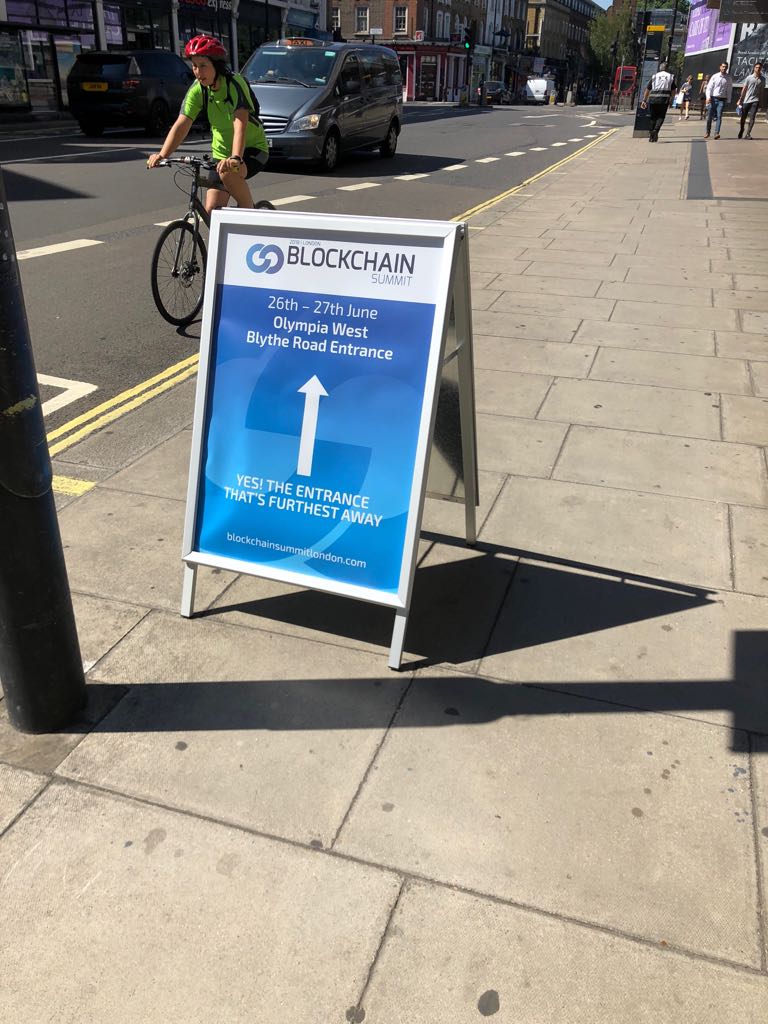 TAXI
2018 | LONDON
BLOCKCHAIN
SUMMIT
26th – 27th June
Olympia West
Blythe Road Entrance
YES! THE ENTRANCE
THAT'S FURTHEST AWAY
blockchainsummitlondon.com